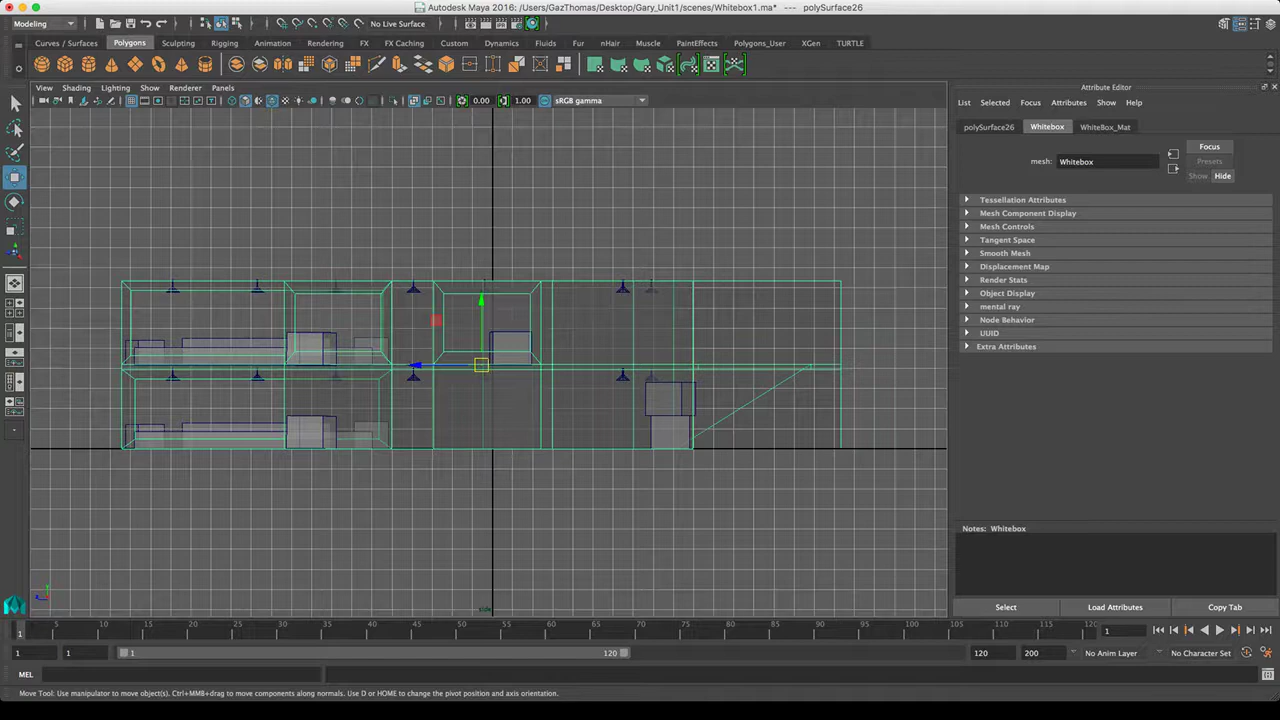 Autodesk Maya 2016: /Users/GazThomas/Desktop/Gary_Unit1/scenes/Whitebox1.ma* --- polySurface26
Modeling
No Live Surface
Curves / Surfaces Polygons Sculpting Rigging Animation Rendering FX FX Caching Custom Dynamics Fluids Fur nHair Muscle PaintEffects Polygons_User XGen TURTLE
View Shading Lighting Show Renderer Panels
0.00 1.00 sRGB gamma
Attribute Editor
List Selected Focus Attributes Show Help
polySurface26 Whitebox WhiteBox_Mat
Focus
mesh: Whitebox
Presets
Show Hide
Tessellation Attributes
Mesh Component Display
Mesh Controls
Tangent Space
Smooth Mesh
Displacement Map
Render Stats
Object Display
mental ray
Node Behavior
UUID
Extra Attributes
Notes: Whitebox
Select Load Attributes Copy Tab
side
y
5 10 15 20 25 30 35 40 45 50 55 60 65 70 75 80 85 90 95 100 105 110 115 120
1
1
1 1 1 120 120 200 No Anim Layer No Character Set
MEL
Move Tool: Use manipulator to move object(s). Ctrl+MMB+drag to move components along normals. Use D or HOME to change the pivot position and axis orientation.